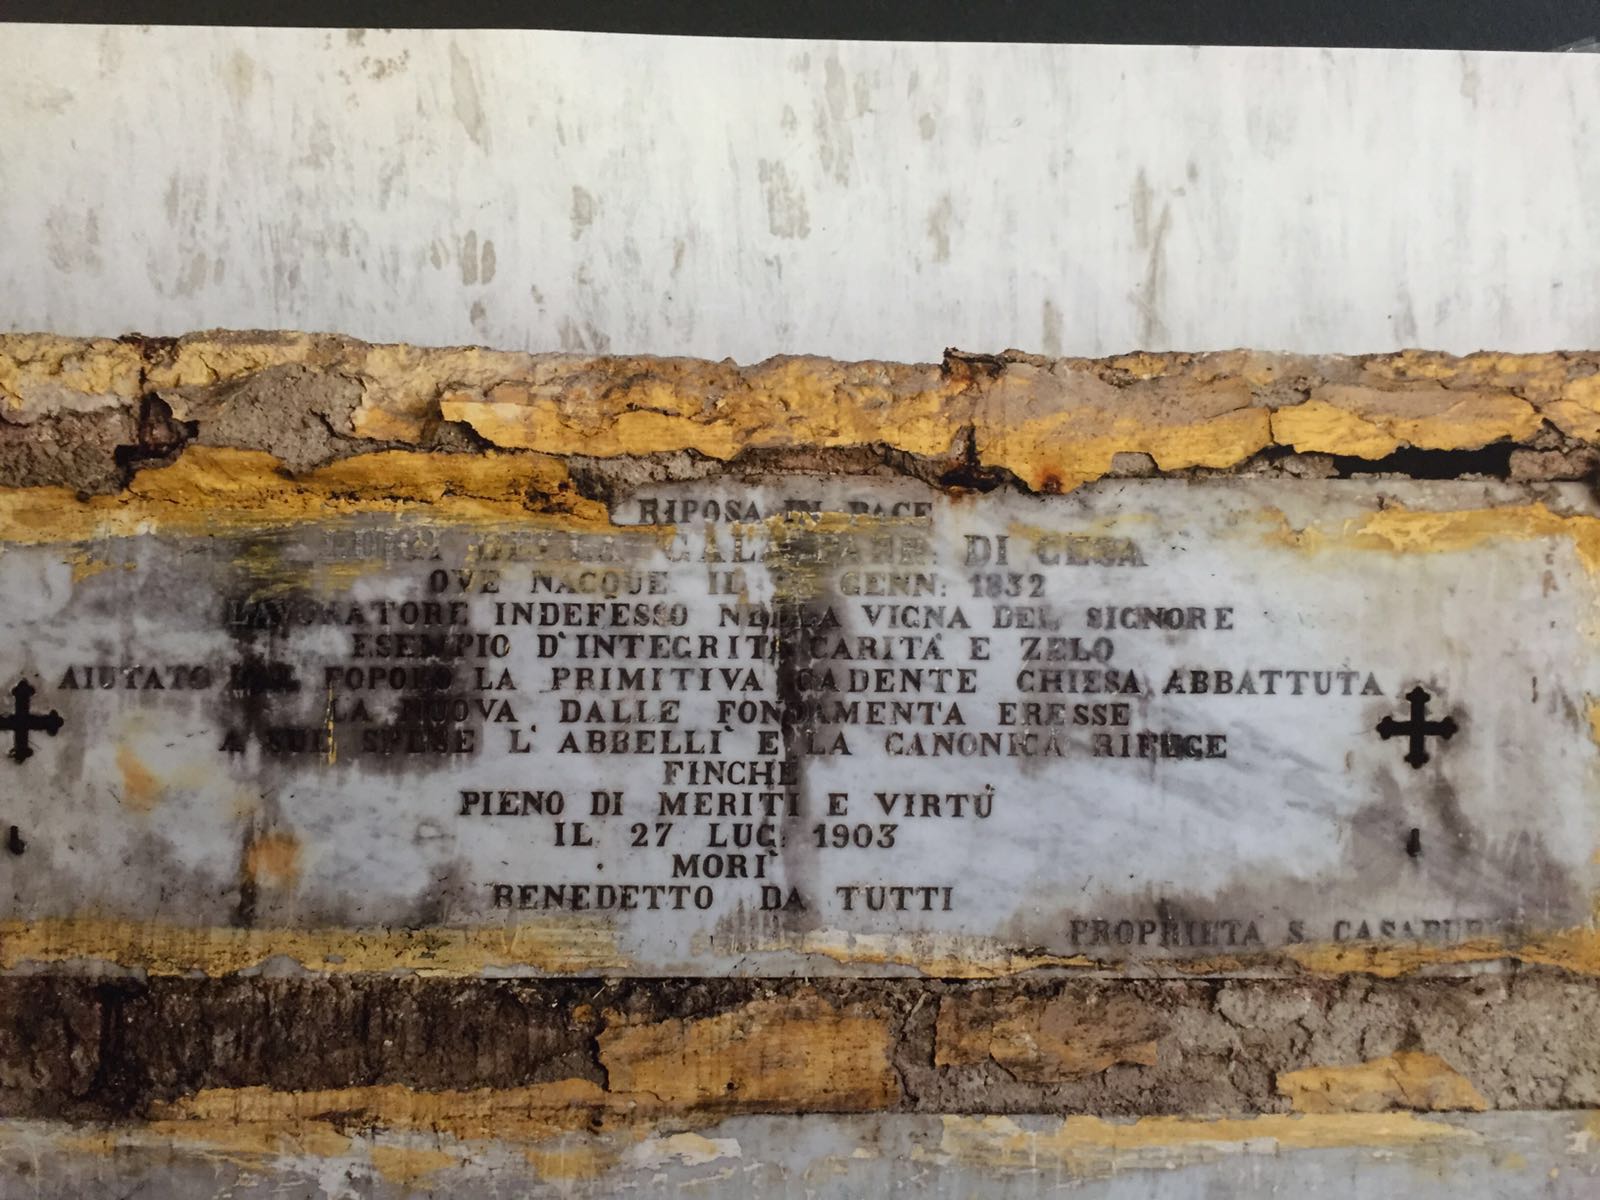 RIPOSA IN PACE
DI CESA
OVE NACQUE IL GENN: 1832
LAVORATORE INDEFESSO NELLA VIGNA DEL SIGNORE
ESEMPIO D'INTEGRITÀ CARITÀ E ZELO
AIUTATO DAL POPOLO LA PRIMITIVA CADENTE CHIESA ABBATTUTA
LA NUOVA DALLE FONDAMENTA ERESSE
A SUE SPESE L'ABBELLÌ E LA CANONICA RIFECE
FINCHE
PIENO DI MERITI E VIRTÙ
IL 27 LUG: 1903
MORÌ
BENEDETTO DA TUTTI
PROPRIETA S.